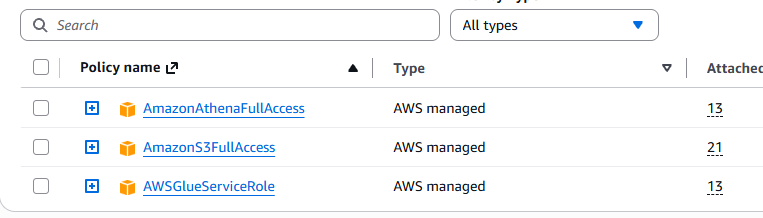 Search
All types
Policy name
Type
Attached
AmazonAthenaFullAccess
AWS managed
13
AmazonS3FullAccess
AWS managed
21
AWSGlueServiceRole
AWS managed
13